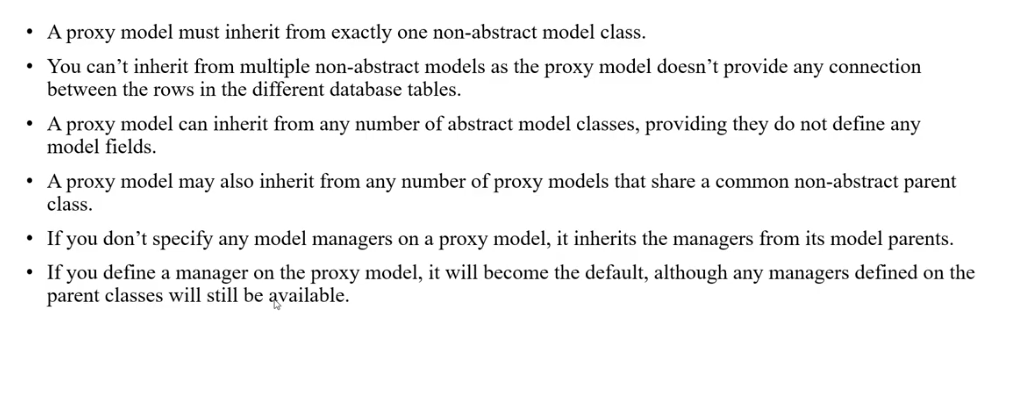 • A proxy model must inherit from exactly one non-abstract model class.
• You can’t inherit from multiple non-abstract models as the proxy model doesn’t provide any connection
between the rows in the different database tables.
• A proxy model can inherit from any number of abstract model classes, providing they do not define any
model fields.
• A proxy model may also inherit from any number of proxy models that share a common non-abstract parent
class.
• If you don’t specify any model managers on a proxy model, it inherits the managers from its model parents.
• If you define a manager on the proxy model, it will become the default, although any managers defined on the
parent classes will still be available.